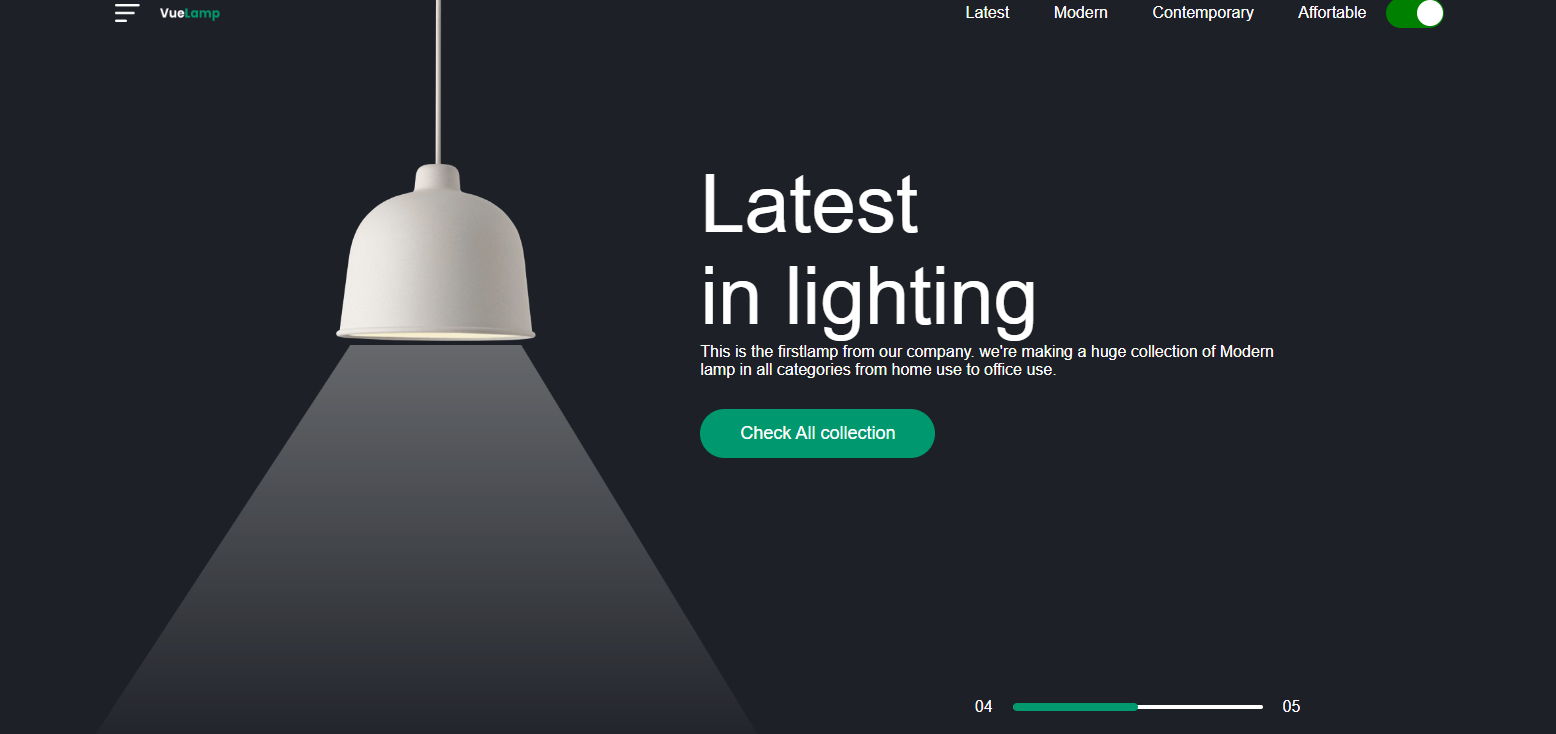 VueLamp
Latest Modern Contemporary Affortable
Latest
in lighting
This is the firstlamp from our company. we're making a huge collection of Modern
lamp in all categories from home use to office use.
Check All collection
04 05